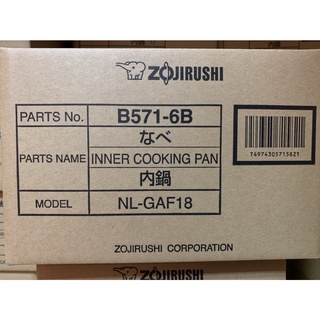 ZOJIRUSHI
PARTS No. B571-6B
なべ
PARTS NAME INNER COOKING PAN
内鍋
MODEL NL-GAF18
T4974305715821
ZOJIRUSHI CORPORATION